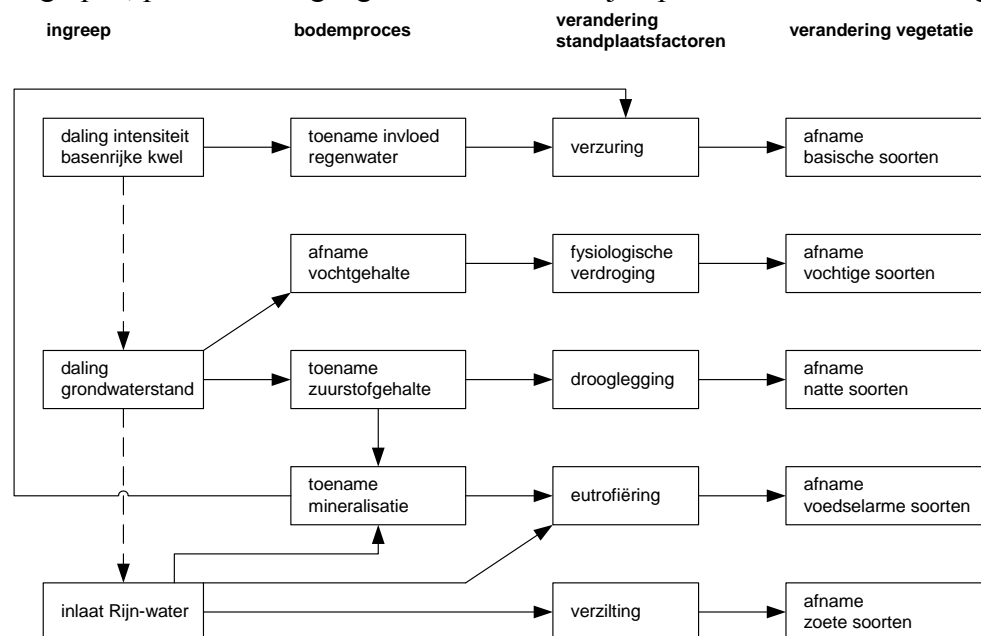 ingreep
bodemproces
verandering
standplaatsfactoren
verandering vegetatie
daling intensiteit
basenrijke kwel
toename invloed
regenwater
verzuring
afname
basische soorten
afname
vochtgehalte
fysiologische
verdroging
afname
vochtige soorten
daling
grondwaterstand
toename
zuurstofgehalte
drooglegging
afname
natte soorten
toename
mineralisatie
eutrofiëring
afname
voedselarme soorten
inlaat Rijn-water
verzilting
afname
zoete soorten